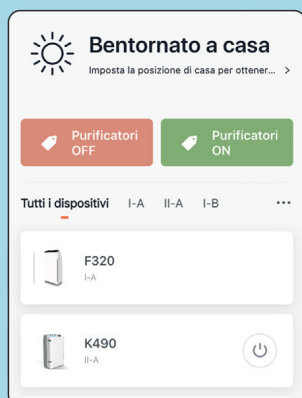 Bentornato a casa
Imposta la posizione di casa per ottener... >
Purificatori
OFF
Purificatori
ON
Tutti i dispositivi I-A II-A I-B ...
F320
I-A
K490
II-A